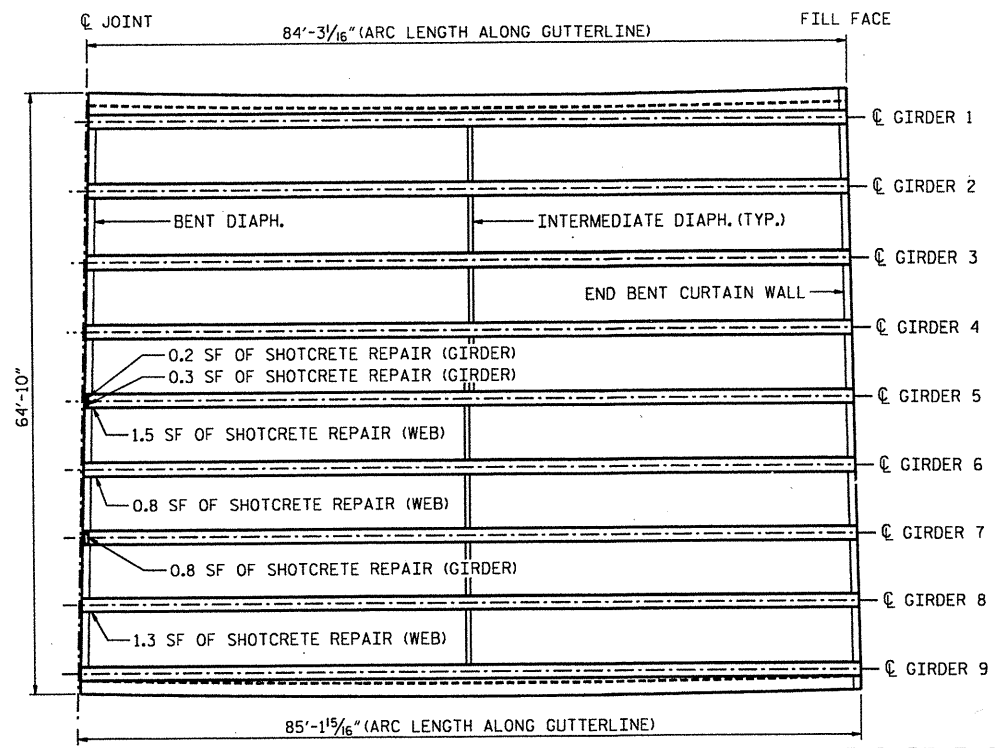 ℄ JOINT
FILL FACE
84'-3 1/16" (ARC LENGTH ALONG GUTTERLINE)
℄ GIRDER 1
℄ GIRDER 2
BENT DIAPH.
INTERMEDIATE DIAPH. (TYP.)
℄ GIRDER 3
END BENT CURTAIN WALL
℄ GIRDER 4
0.2 SF OF SHOTCRETE REPAIR (GIRDER)
0.3 SF OF SHOTCRETE REPAIR (GIRDER)
64'-10"
℄ GIRDER 5
1.5 SF OF SHOTCRETE REPAIR (WEB)
℄ GIRDER 6
0.8 SF OF SHOTCRETE REPAIR (WEB)
℄ GIRDER 7
0.8 SF OF SHOTCRETE REPAIR (GIRDER)
℄ GIRDER 8
1.3 SF OF SHOTCRETE REPAIR (WEB)
℄ GIRDER 9
85'-1 15/16" (ARC LENGTH ALONG GUTTERLINE)